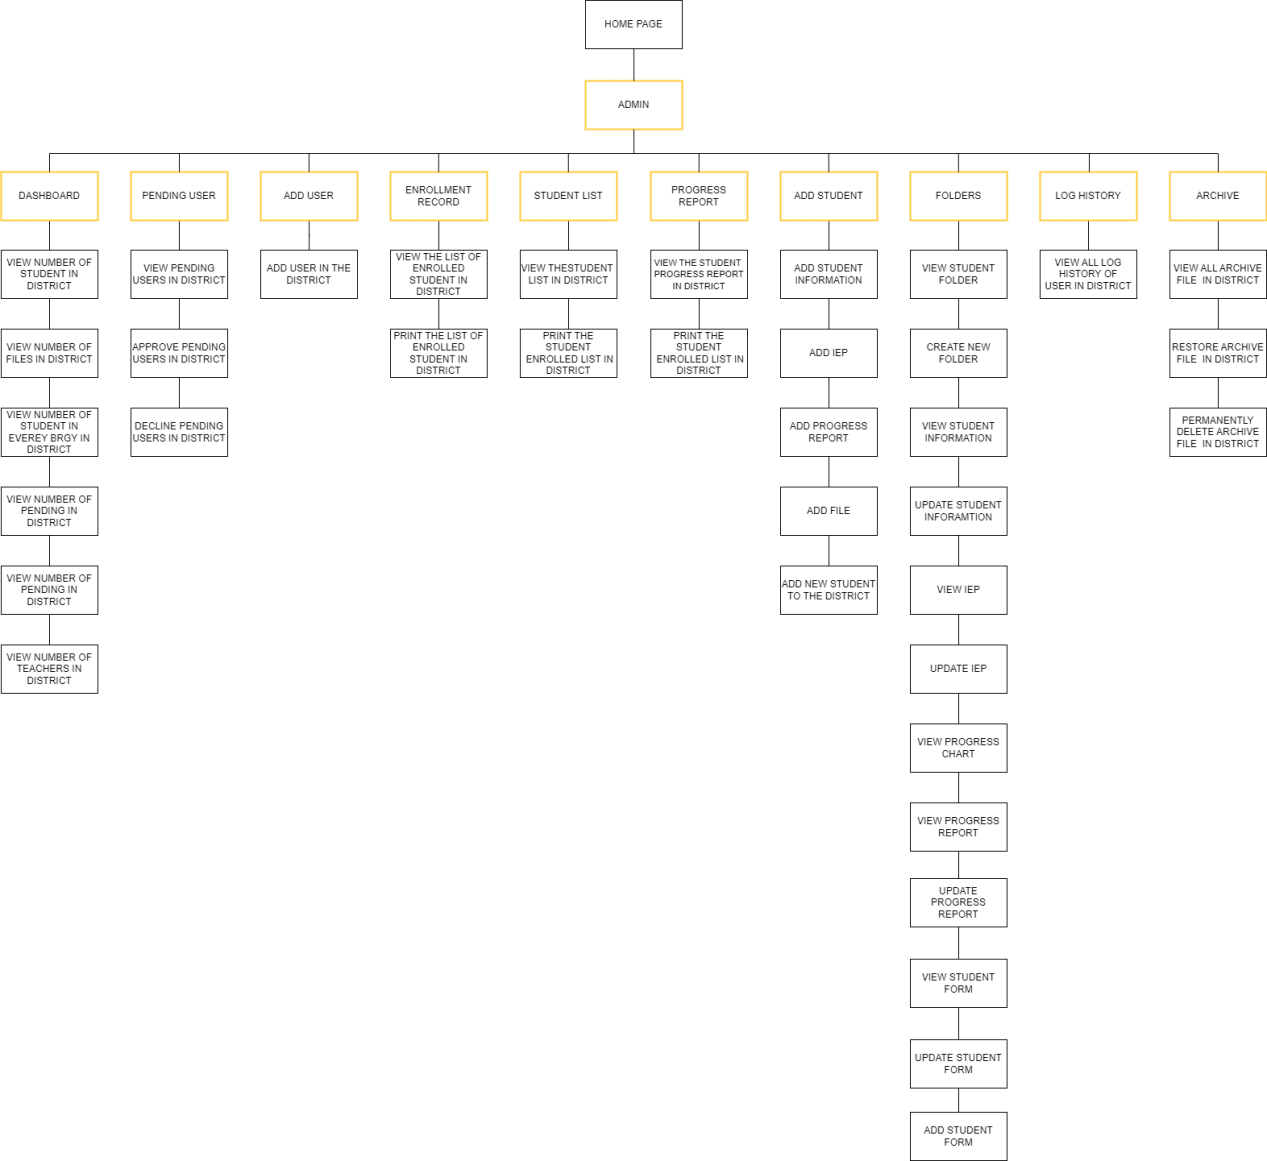 HOME PAGE
ADMIN
DASHBOARD
PENDING USER
ADD USER
ENROLLMENT
RECORD
STUDENT LIST
PROGRESS
REPORT
ADD STUDENT
FOLDERS
LOG HISTORY
ARCHIVE
VIEW NUMBER OF
STUDENT IN
DISTRICT
VIEW PENDING
USERS IN DISTRICT
ADD USER IN THE
DISTRICT
VIEW THE LIST OF
ENROLLED
STUDENT IN
DISTRICT
VIEW THESTUDENT
LIST IN DISTRICT
VIEW THE STUDENT
PROGRESS REPORT
IN DISTRICT
ADD STUDENT
INFORMATION
VIEW STUDENT
FOLDER
VIEW ALL LOG
HISTORY OF
USER IN DISTRICT
VIEW ALL ARCHIVE
FILE IN DISTRICT
VIEW NUMBER OF
FILES IN DISTRICT
APPROVE PENDING
USERS IN DISTRICT
PRINT THE LIST OF
ENROLLED
STUDENT IN
DISTRICT
PRINT THE
STUDENT
ENROLLED LIST IN
DISTRICT
PRINT THE
STUDENT
ENROLLED LIST IN
DISTRICT
ADD IEP
CREATE NEW
FOLDER
RESTORE ARCHIVE
FILE IN DISTRICT
VIEW NUMBER OF
STUDENT IN
EVEREY BRGY IN
DISTRICT
DECLINE PENDING
USERS IN DISTRICT
ADD PROGRESS
REPORT
VIEW STUDENT
INFORMATION
PERMANENTLY
DELETE ARCHIVE
FILE IN DISTRICT
VIEW NUMBER OF
PENDING IN
DISTRICT
ADD FILE
UPDATE STUDENT
INFORAMTION
VIEW NUMBER OF
PENDING IN
DISTRICT
ADD NEW STUDENT
TO THE DISTRICT
VIEW IEP
VIEW NUMBER OF
TEACHERS IN
DISTRICT
UPDATE IEP
VIEW PROGRESS
CHART
VIEW PROGRESS
REPORT
UPDATE
PROGRESS
REPORT
VIEW STUDENT
FORM
UPDATE STUDENT
FORM
ADD STUDENT
FORM